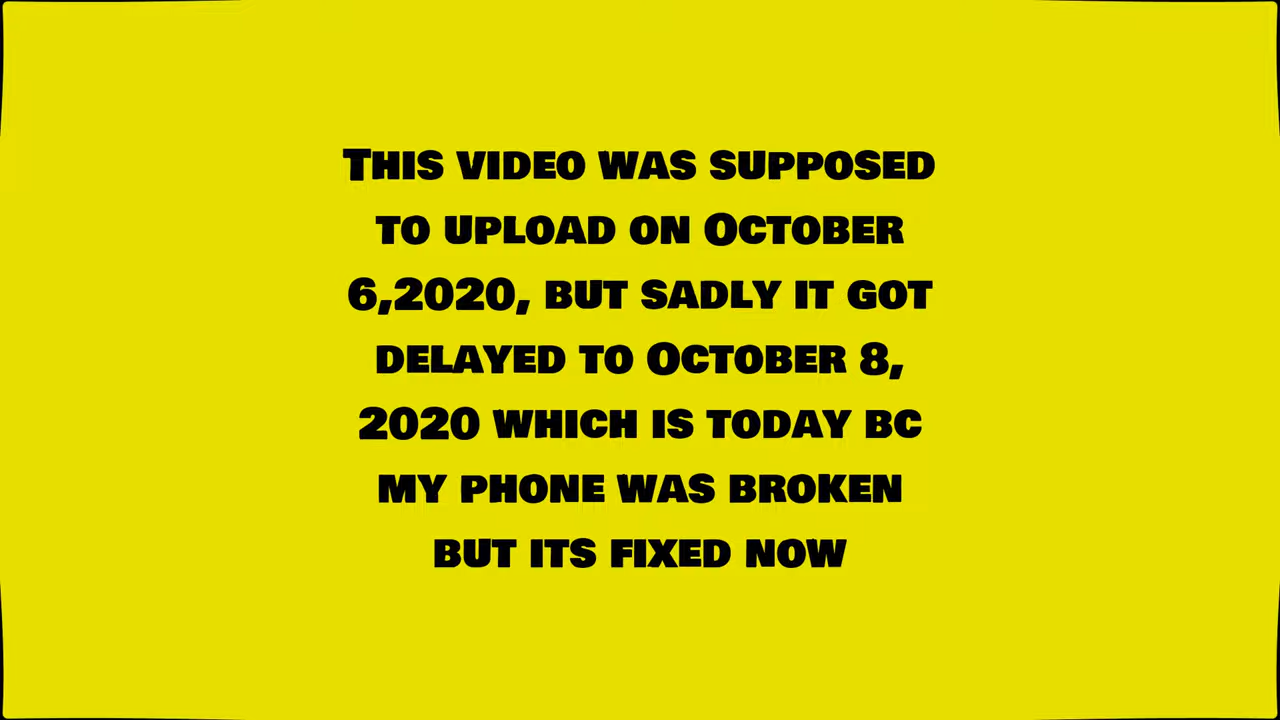 This video was supposed
to upload on October
6,2020, but sadly it got
delayed to October 8,
2020 which is today bc
my phone was broken
but its fixed now